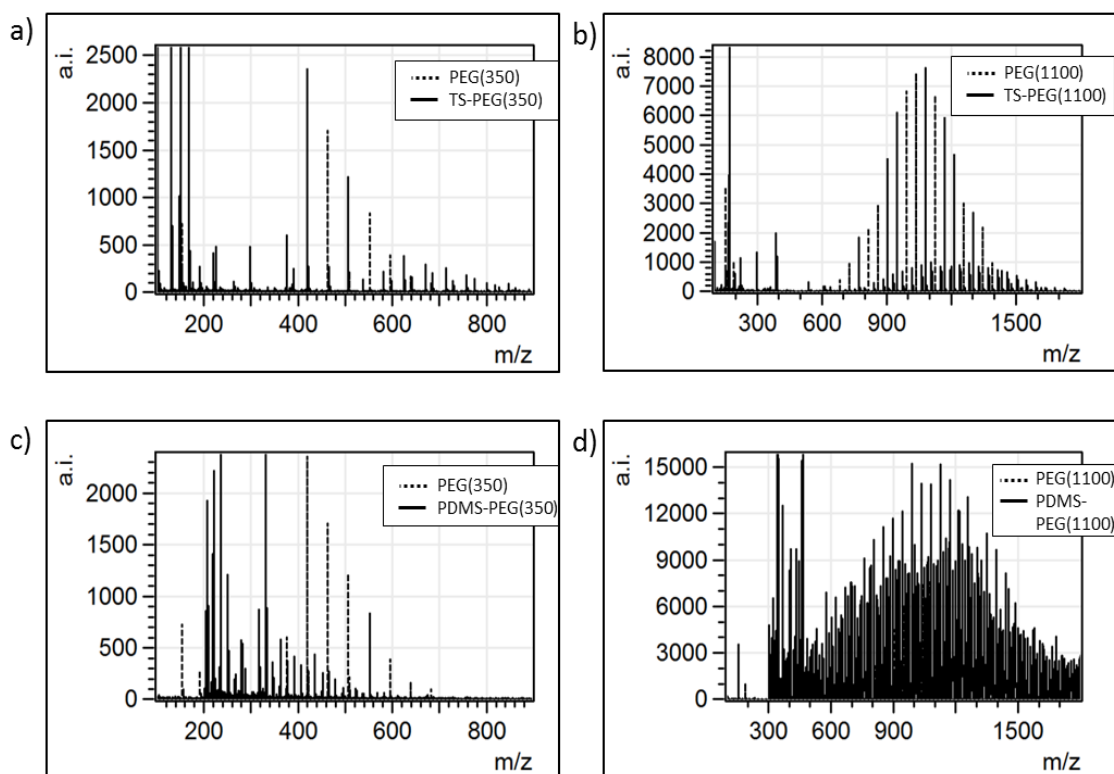 a)
a.i.
2500
2000
1500
1000
500
0
200
400
600
800
m/z
PEG(350)
TS-PEG(350)
b)
a.i.
8000
7000
6000
5000
4000
3000
2000
1000
0
300
600
900
1500
m/z
PEG(1100)
TS-PEG(1100)
c)
a.i.
2000
1500
1000
500
0
200
400
600
800
m/z
PEG(350)
PDMS-PEG(350)
d)
a.i.
15000
12000
9000
6000
3000
0
300
600
900
1500
m/z
PEG(1100)
PDMS-
PEG(1100)